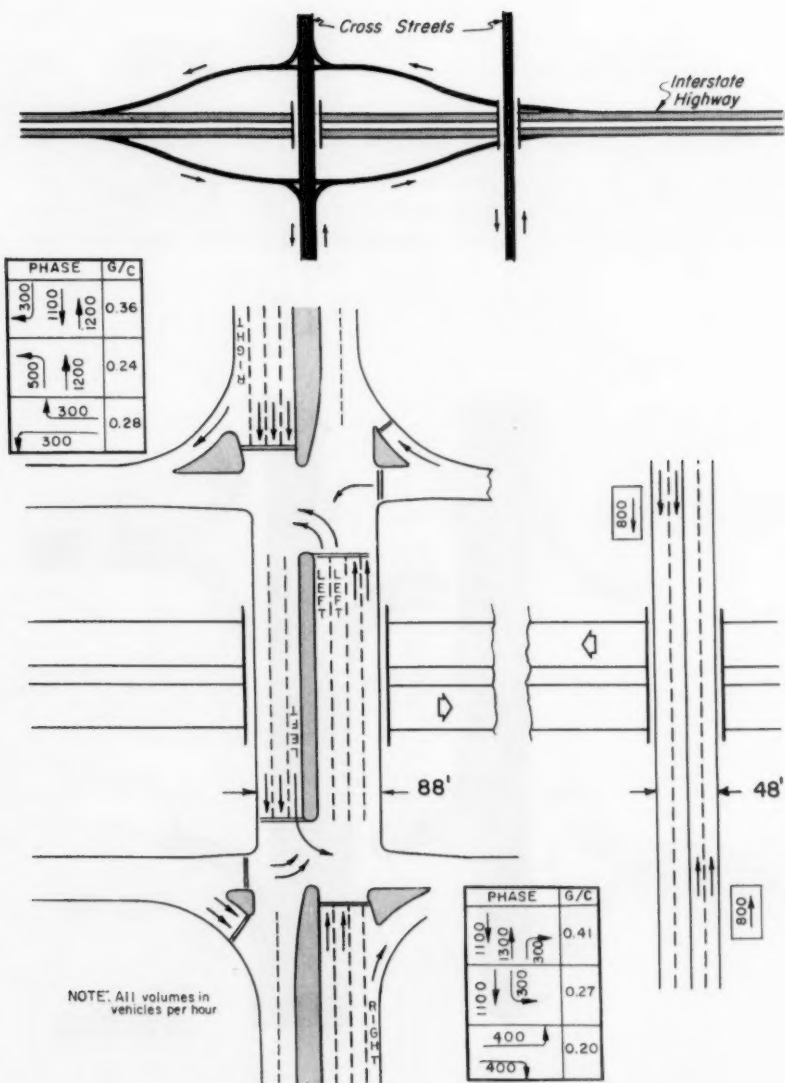 Cross Streets
Interstate
Highway
PHASE G/C
300 1100 1200 0.36
500 1200 0.24
300
300
0.28
RIGHT
LEFT
LEFT
LEFT
800
88'
48'
800
PHASE G/C
1100 1300 300 0.41
1100 300 0.27
400
400
0.20
RIGHT
NOTE: All volumes in
vehicles per hour